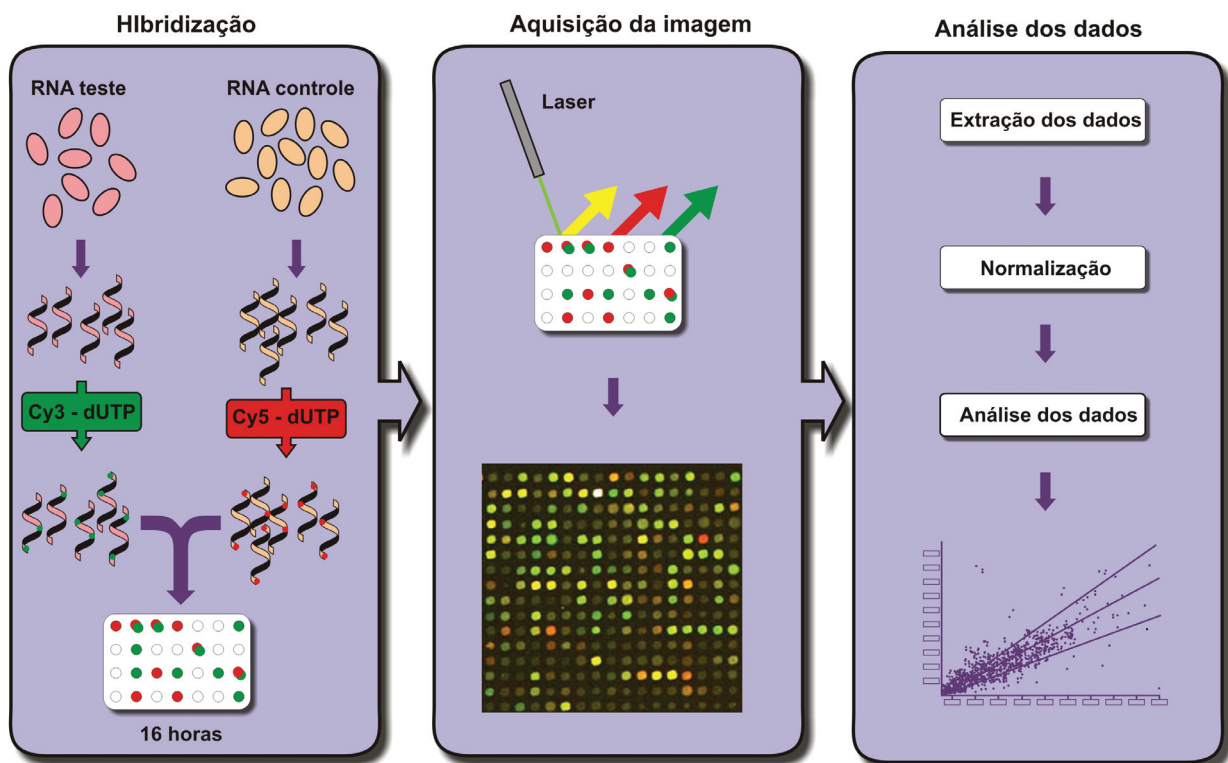 HIbridização
RNA teste
RNA controle
Cy3 - dUTP
Cy5 - dUTP
16 horas
Aquisição da imagem
Laser
Análise dos dados
Extração dos dados
Normalização
Análise dos dados